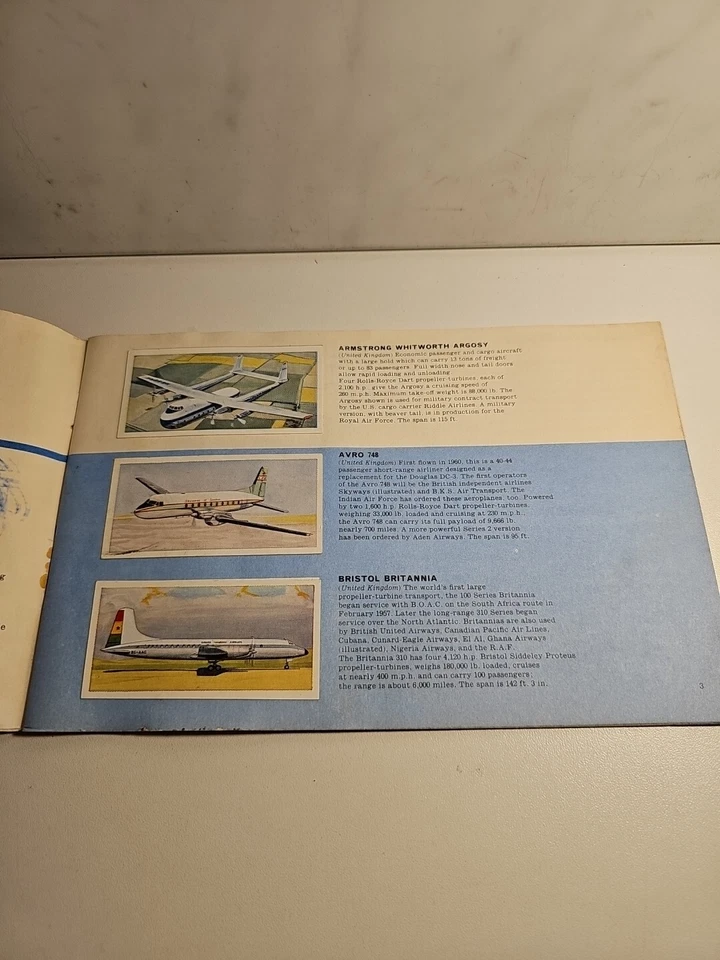 g
e
ARMSTRONG WHITWORTH ARGOSY
(United Kingdom) Economic passenger and cargo aircraft
with a large hold which can carry 13 tons of freight
or up to 83 passengers. Full width nose and tail doors
allow rapid loading and unloading
Four Rolls-Royce Dart propeller turbines, each of
2,100 h.p. give the Argosy a cruising speed of
280 m.p.h. Maximum take-off weight is 88,000 lb. The
Argosy shown is used for military contract transport
by the U.S. cargo carrier Riddle Airlines. A military
version, with beaver tail, is in production for the
Royal Air Force. The span is 115 ft
AVRO 748
(United Kingdom) First flown in 1960, this is a 40-44
passenger short-range airliner designed as a
replacement for the Douglas DC-3. The first operators
of the Avro 748 will be the British independent airlines
Skyways (illustrated) and B.K.S. Air Transport. The
Indian Air Force has ordered these aeroplanes, too. Powered
by two 1,600 h.p. Rolls-Royce Dart propeller-turbines,
weighing 33,000 lb. loaded and cruising at 230 m.p.h.
the Avro 748 can carry its full payload of 9,666 lb.
nearly 700 miles. A more powerful Series 2 version
has been ordered by Aden Airways. The span is 95 ft.
BRISTOL BRITANNIA
(United Kingdom) The world's first large
propeller-turbine transport, the 100 Series Britannia
began service with B.O.A.C. on the South Africa route in
February 1957. Later the long-range 310 Series began
service over the North Atlantic. Britannias are also used
by British United Airways, Canadian Pacific Air Lines,
Cubana, Cunard-Eagle Airways, El Al, Ghana Airways
(illustrated), Nigeria Airways, and the R.A.F.
The Britannia 310 has four 4,120 h.p. Bristol Siddeley Proteus
propeller-turbines, weighs 180,000 lb. loaded, cruises
at nearly 400 m.p.h. and can carry 100 passengers;
the range is about 6,000 miles. The span is 142 ft. 3 in.
3